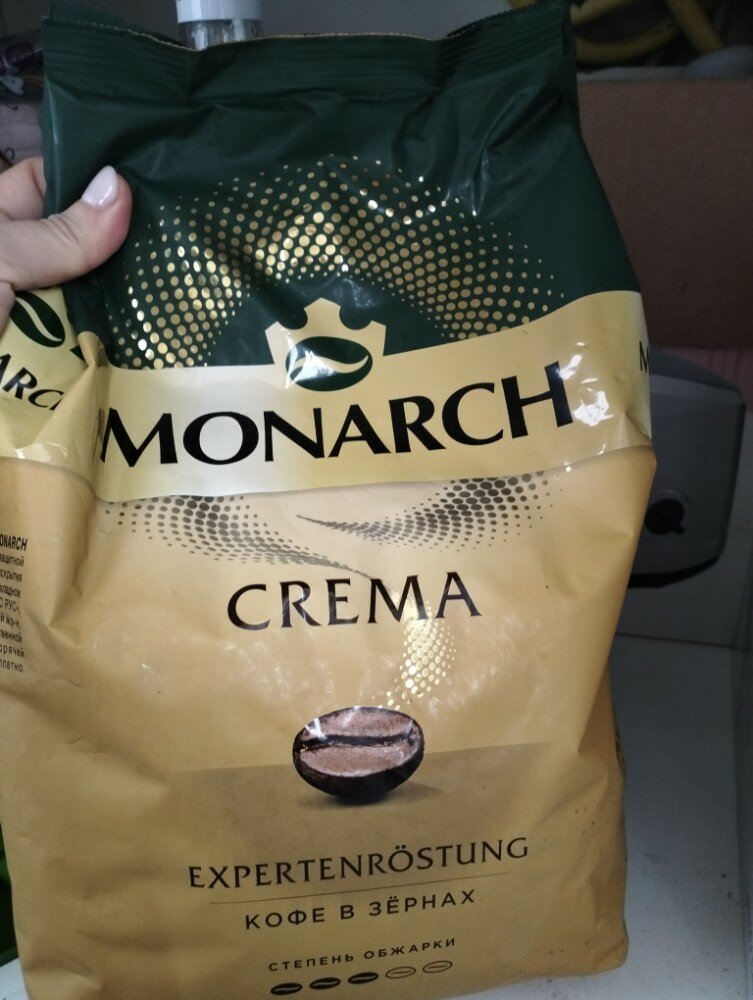 MONARCH
CREMA
EXPERTENRÖSTUNG
КОФЕ В ЗЁРНАХ
СТЕПЕНЬ ОБЖАРКИ